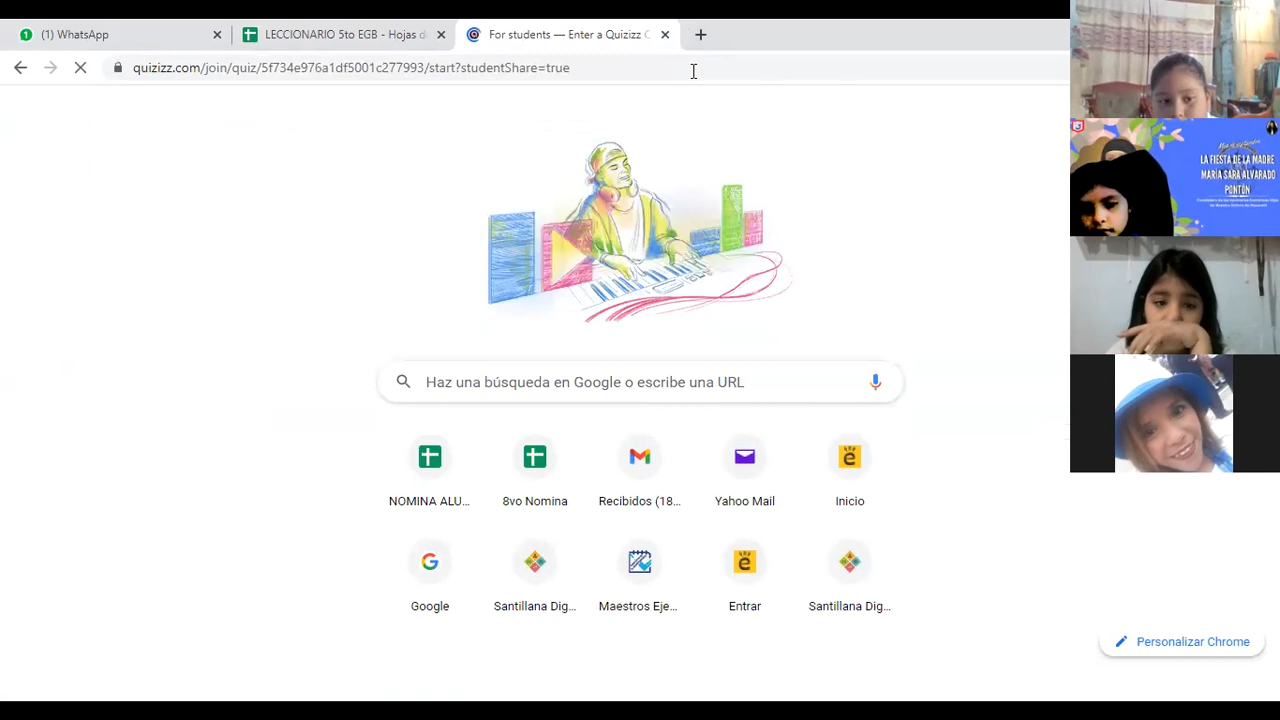 (1) WhatsApp
LECCIONARIO 5to EGB - Hojas d
For students — Enter a Quizizz C
quizizz.com/join/quiz/5f734e976a1df5001c277993/start?studentShare=true
LA FIESTA DE LA MADRE
MARÍA SARA ALVARADO
PONTÓN
Haz una búsqueda en Google o escribe una URL
NOMINA ALU...
8vo Nomina
Recibidos (18...
Yahoo Mail
Inicio
Google
Santillana Dig...
Maestros Eje...
Entrar
Santillana Dig...
Personalizar Chrome